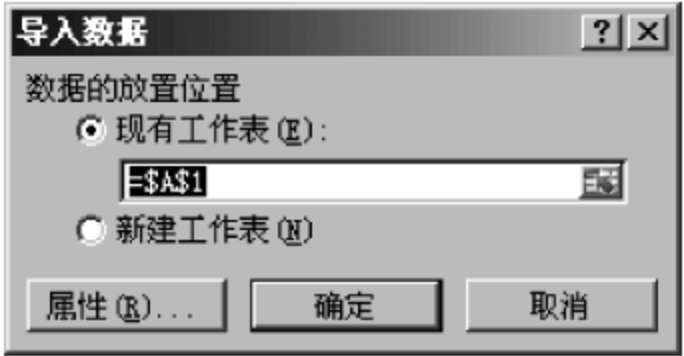 导入数据
数据的放置位置
现有工作表(E):
=$A$1
新建工作表(N)
属性(R)... 确定 取消